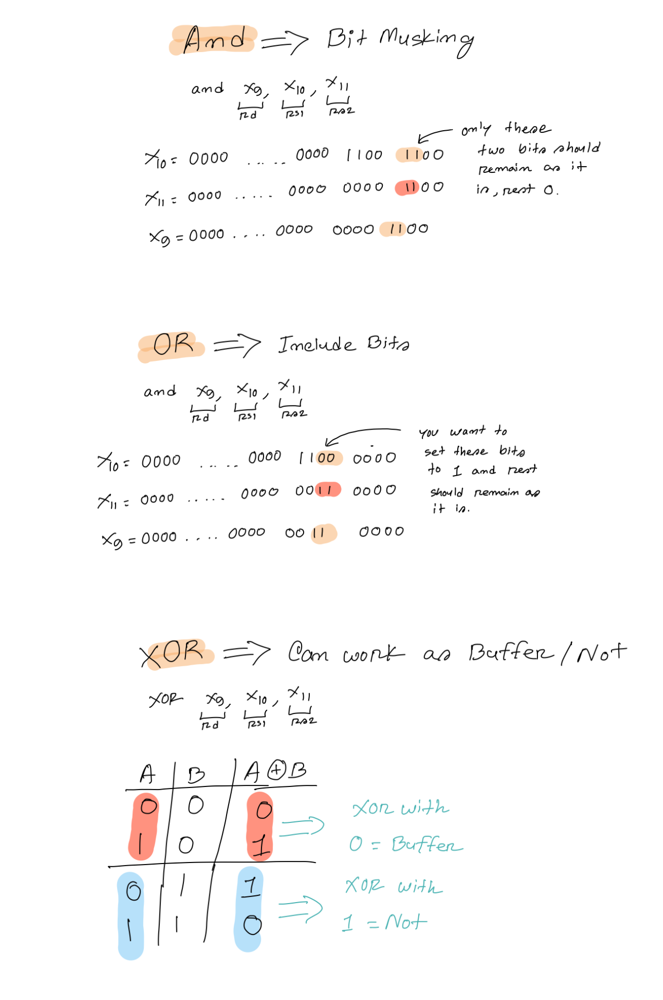 And ⇒ Bit Musking
and x9, x10, x11
rd rs1 rs2
X10 = 0000 ..... 0000 1100 1100
only these
two bits should
remain as it
is, rest 0.
X11 = 0000 ..... 0000 0000 1100
X9 = 0000 .... 0000 0000 1100
OR ⇒ Include Bits
and x9, x10, x11
rd rs1 rs2
X10 = 0000 ..... 0000 1100 0000
you want to
set these bits
to 1 and rest
should remain as
it is.
X11 = 0000 ..... 0000 0011 0000
X9 = 0000 .... 0000 0011 0000
XOR ⇒ Can work as Buffer/Not
XOR x9, x10, x11
rd rs1 rs2
A B A⊕B
0 0 0
1 0 1
⇒ XOR with
0 = Buffer
0 1 1
1 1 0
⇒ XOR with
1 = Not